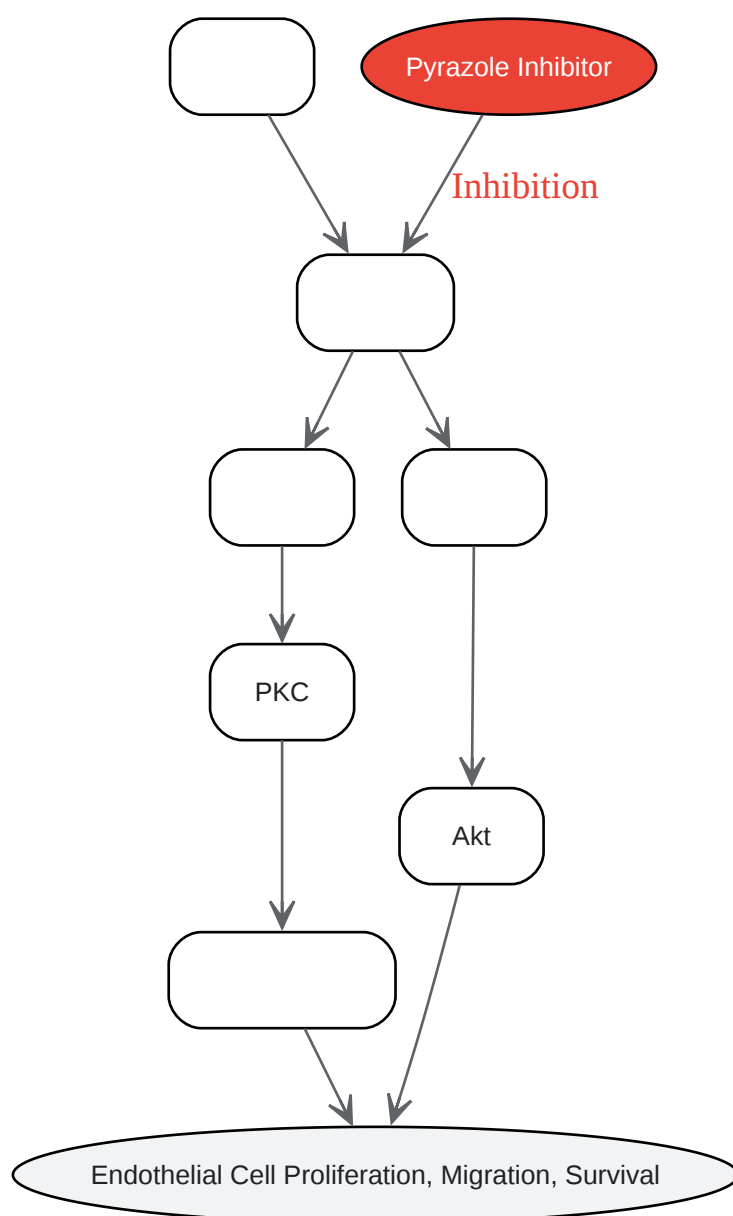 Pyrazole Inhibitor
Inhibition
PKC
Akt
Endothelial Cell Proliferation, Migration, Survival